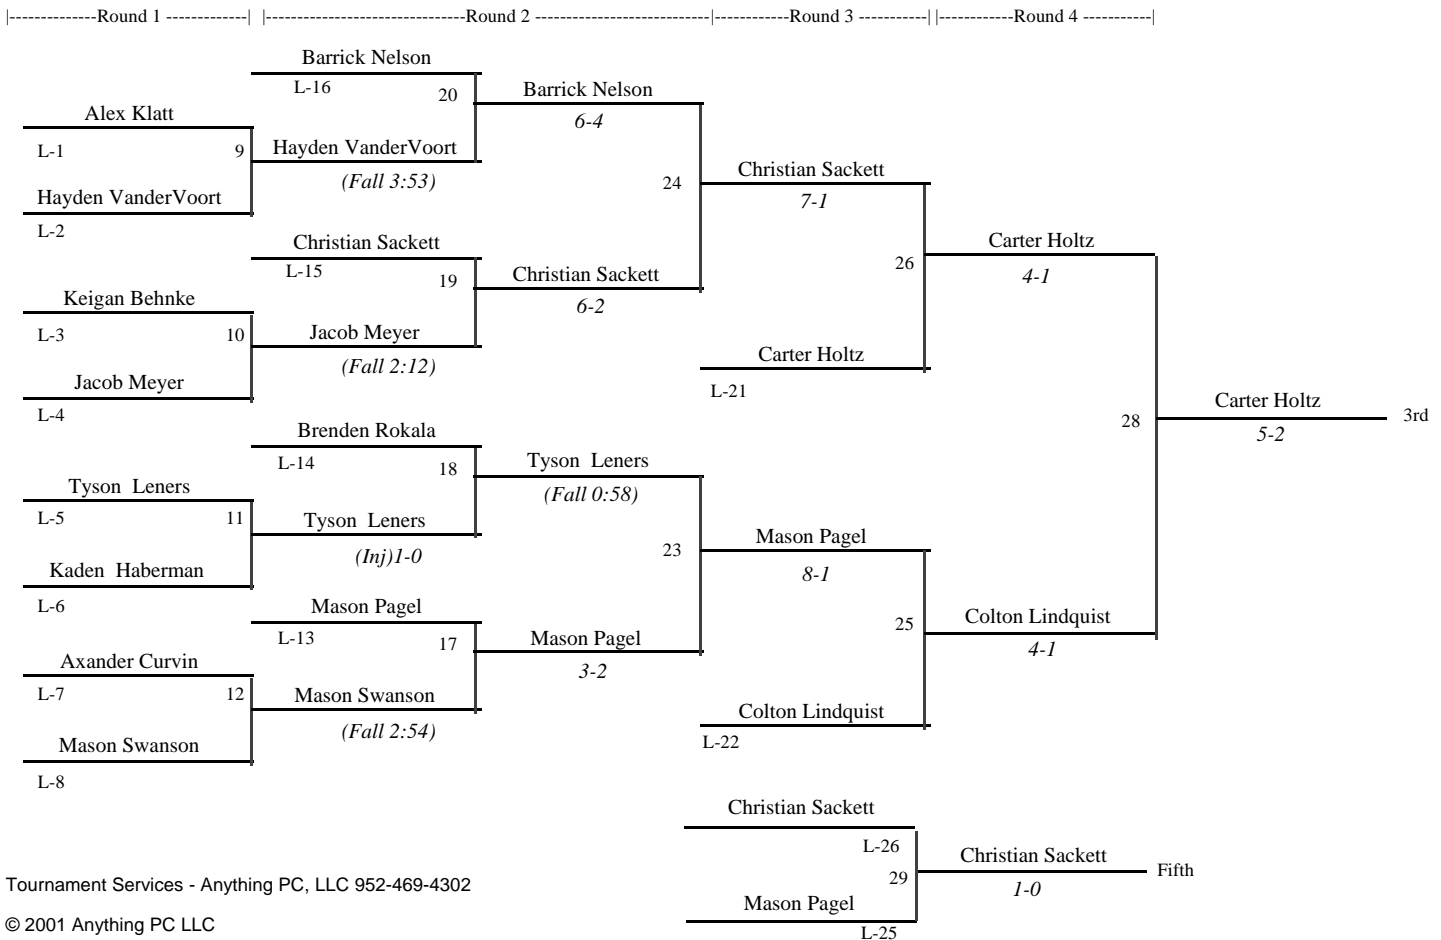 |--------------Round 1 -------------| |--------------------------------Round 2 ----------------------------|------------Round 3 -----------| |------------Round 4 -----------|
Barrick Nelson
L-16
20
Barrick Nelson
6-4
Alex Klatt
L-1
9
Hayden VanderVoort
(Fall 3:53)
Hayden VanderVoort
L-2
24
Christian Sackett
7-1
Christian Sackett
L-15
19
Christian Sackett
6-2
Keigan Behnke
L-3
10
Jacob Meyer
(Fall 2:12)
Jacob Meyer
L-4
26
Carter Holtz
4-1
Carter Holtz
L-21
28
Carter Holtz
5-2
3rd
Brenden Rokala
L-14
18
Tyson  Leners
(Fall 0:58)
Tyson  Leners
L-5
11
Tyson  Leners
(Inj)1-0
Kaden  Haberman
L-6
23
Mason Pagel
8-1
Mason Pagel
L-13
17
Mason Pagel
3-2
Axander Curvin
L-7
12
Mason Swanson
(Fall 2:54)
Mason Swanson
L-8
25
Colton Lindquist
4-1
Colton Lindquist
L-22
Christian Sackett
L-26
29
Christian Sackett
1-0
Fifth
Mason Pagel
L-25
Tournament Services - Anything PC, LLC 952-469-4302
© 2001 Anything PC LLC